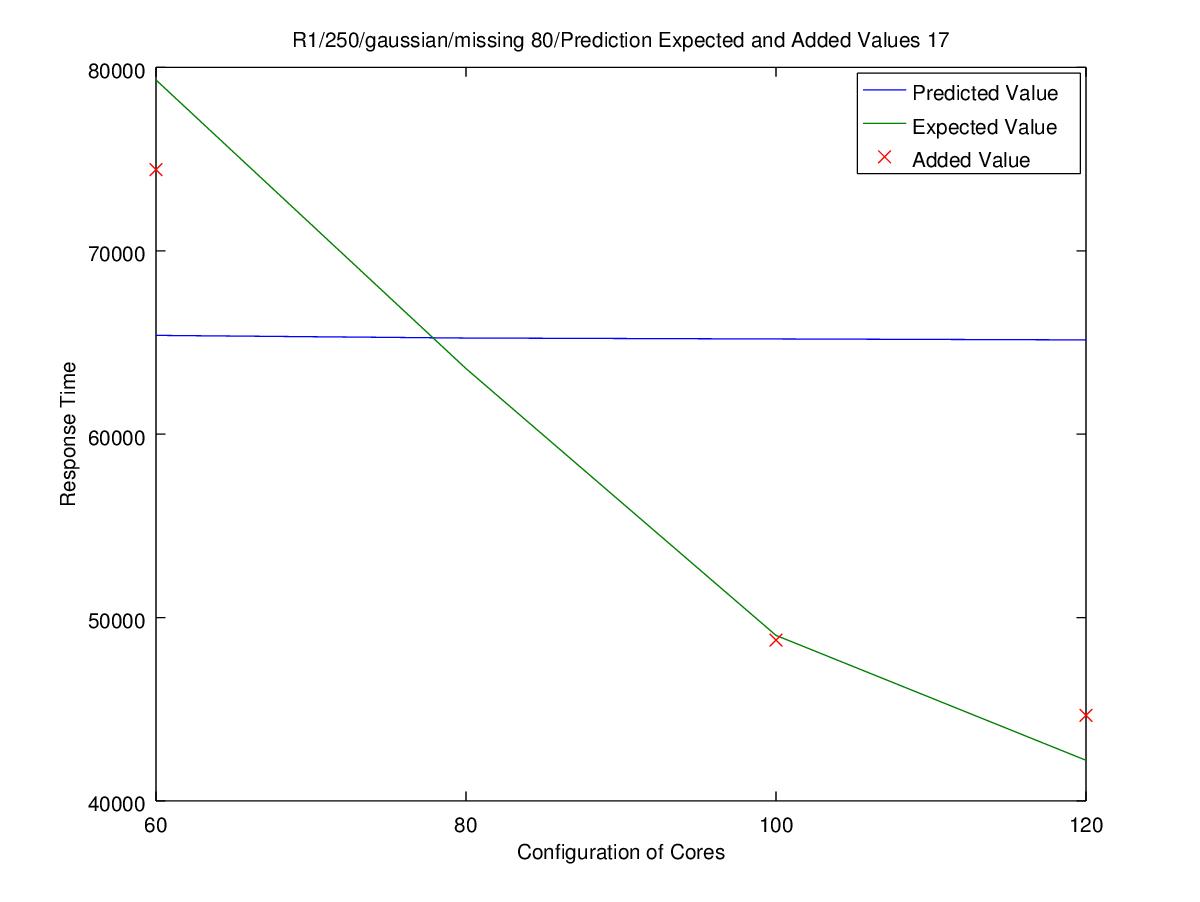 R1/250/gaussian/missing 80/Prediction Expected and Added Values 17
80000
Predicted Value
Expected Value
Added Value
70000
60000
50000
40000
Response Time
60 80 100 120
Configuration of Cores